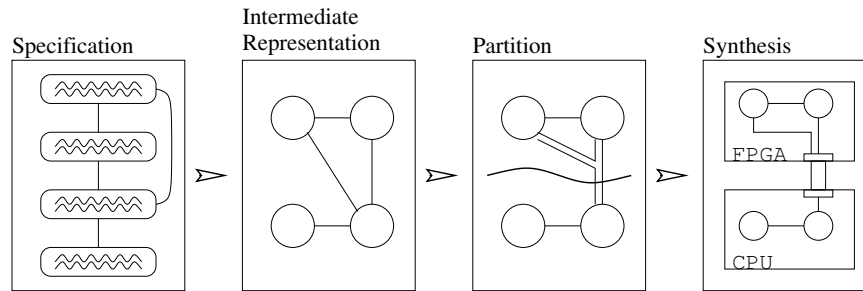 Specification
Intermediate
Representation
Partition
Synthesis
FPGA
CPU